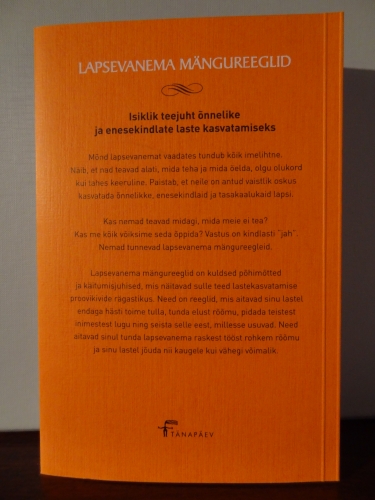 LAPSEVANEMA MÄNGUREEGLID
Isiklik teejuht õnnelike
ja enesekindlate laste kasvatamiseks
Mõnd lapsevanemat vaadates tundub kõik imelihtne.
Näib, et nad teavad alati, mida teha ja mida öelda, olgu olukord
kui tahes keeruline. Paistab, et neile on antud vaistlik oskus
kasvatada õnnelikke, enesekindlaid ja tasakaalukaid lapsi.
Kas nemad teavad midagi, mida meie ei tea?
Kas me kõik võiksime seda õppida? Vastus on kindlasti "jah".
Nemad tunnevad lapsevanema mängureegleid.
Lapsevanema mängureeglid on kuldsed põhimõtted
ja käitumisjuhised, mis näitavad sulle teed lastekasvatamise
proovikivide rägastikus. Need on reeglid, mis aitavad sinu lastel
endaga hästi toime tulla, tunda elust rõõmu, pidada teistest
inimestest lugu ning seista selle eest, millesse usuvad. Need
aitavad sinul tunda lapsevanema raskest tööst rohkem rõõmu
ja sinu lastel jõuda nii kaugele kui vähegi võimalik.
TÄNAPÄEV